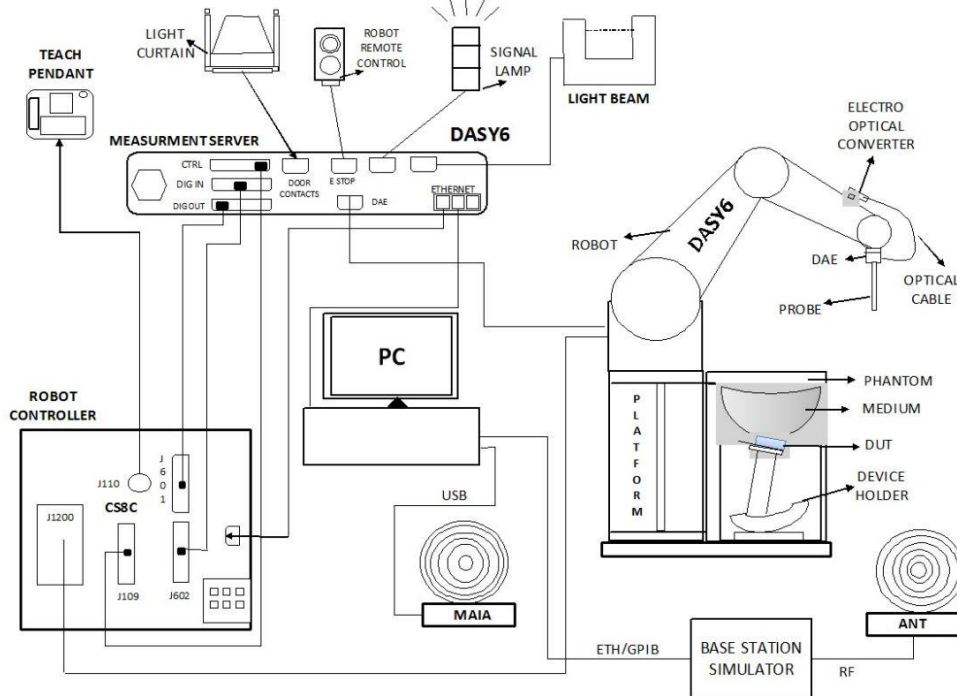 LIGHT
CURTAIN
ROBOT
REMOTE
CONTROL
SIGNAL
LAMP
LIGHT BEAM
TEACH
PENDANT
MEASURMENT SERVER
DASY6
CTRL
DIG IN
DIG OUT
DOOR
CONTACTS
E STOP
DAE
ETHERNET
ELECTRO
OPTICAL
CONVERTER
ROBOT
DASY6
DAE
OPTICAL
CABLE
PROBE
PC
PLATFORM
PHANTOM
MEDIUM
DUT
DEVICE
HOLDER
ROBOT
CONTROLLER
J110
J601
CS8C
J1200
J109
J602
USB
MAIA
ANT
ETH/GPIB
BASE STATION
SIMULATOR
RF